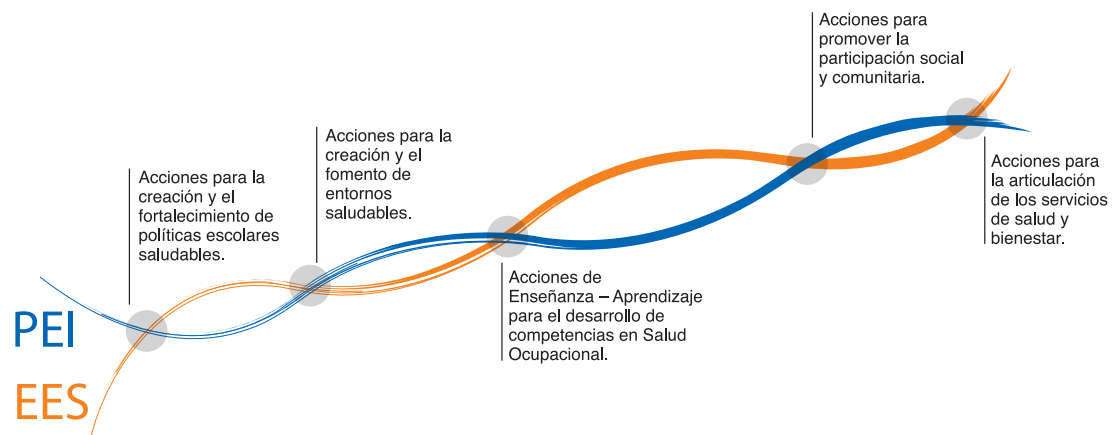 Acciones para
promover la
participación social
y comunitaria.
Acciones para la
creación y el
fomento de
entornos
saludables.
Acciones para
la articulación
de los servicios
de salud y
bienestar.
Acciones para la
creación y el
fortalecimiento de
políticas escolares
saludables.
Acciones de
Enseñanza – Aprendizaje
para el desarrollo de
competencias en Salud
Ocupacional.
PEI
EES